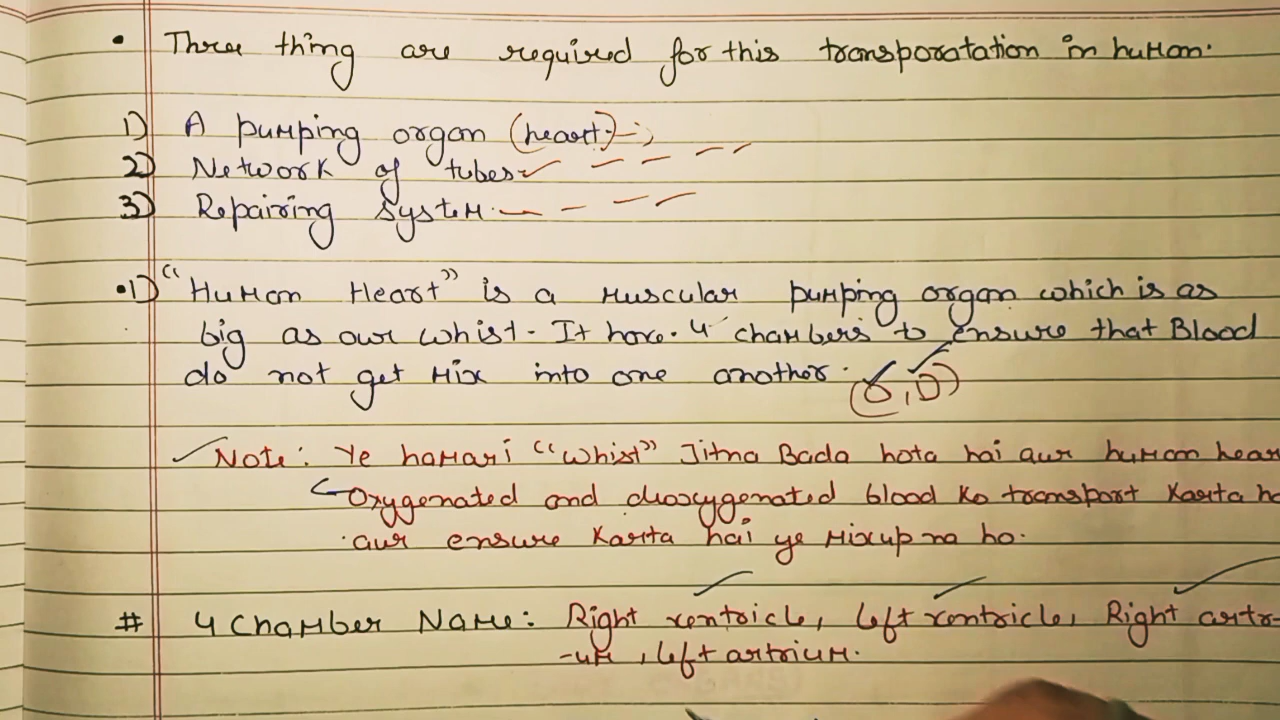 • Three thing are required for this transporatation in human.
1) A pumping organ (heart)
2) Network of tubes
3) Repairing system.
•1) "Human Heart" is a muscular pumping organ which is as
big as our whist. It have 4 chambers to ensure that Blood
do not get mix into one another. (O,D)
Note: Ye hamari "whist" Jitna Bada hota hai aur human hear
Oxygenated and deoxygenated blood ko transport Karta ha
aur ensure Karta hai ye mixup na ho.
# 4 Chamber Name: Right ventricle, left ventricle, Right artr-
-um, left artrium.